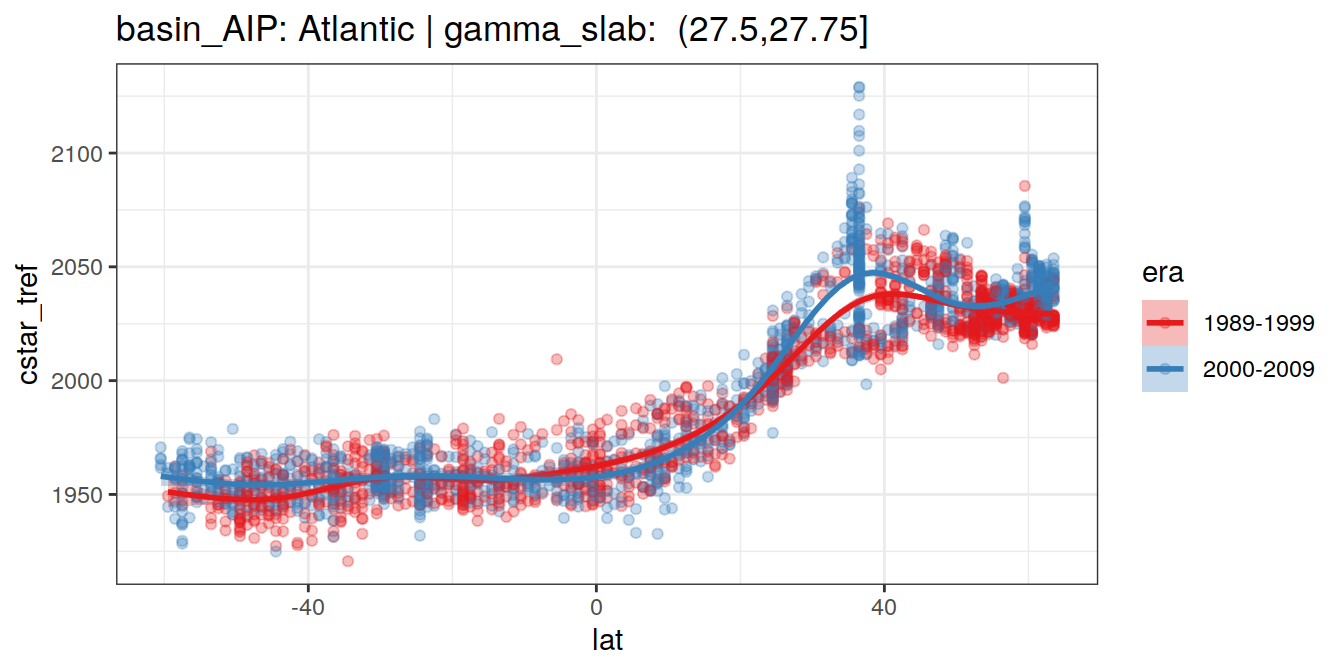 basin_AIP: Atlantic | gamma_slab:  (27.5,27.75]
cstar_tref
2100
2050
2000
1950
-40
0
40
lat
era
1989-1999
2000-2009